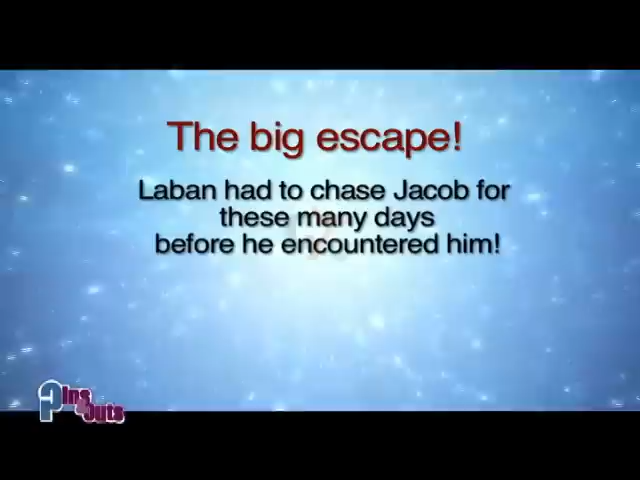 The big escape!
Laban had to chase Jacob for
these many days
before he encountered him!
Ins
Outs